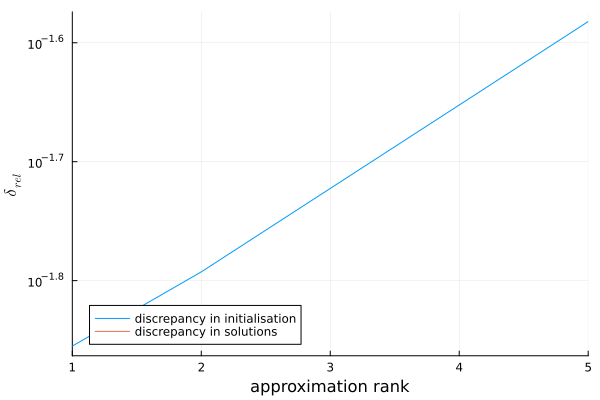 10^−1.6
10^−1.7
δ_rel
10^−1.8
discrepancy in initialisation
discrepancy in solutions
1 2 3 4 5
approximation rank